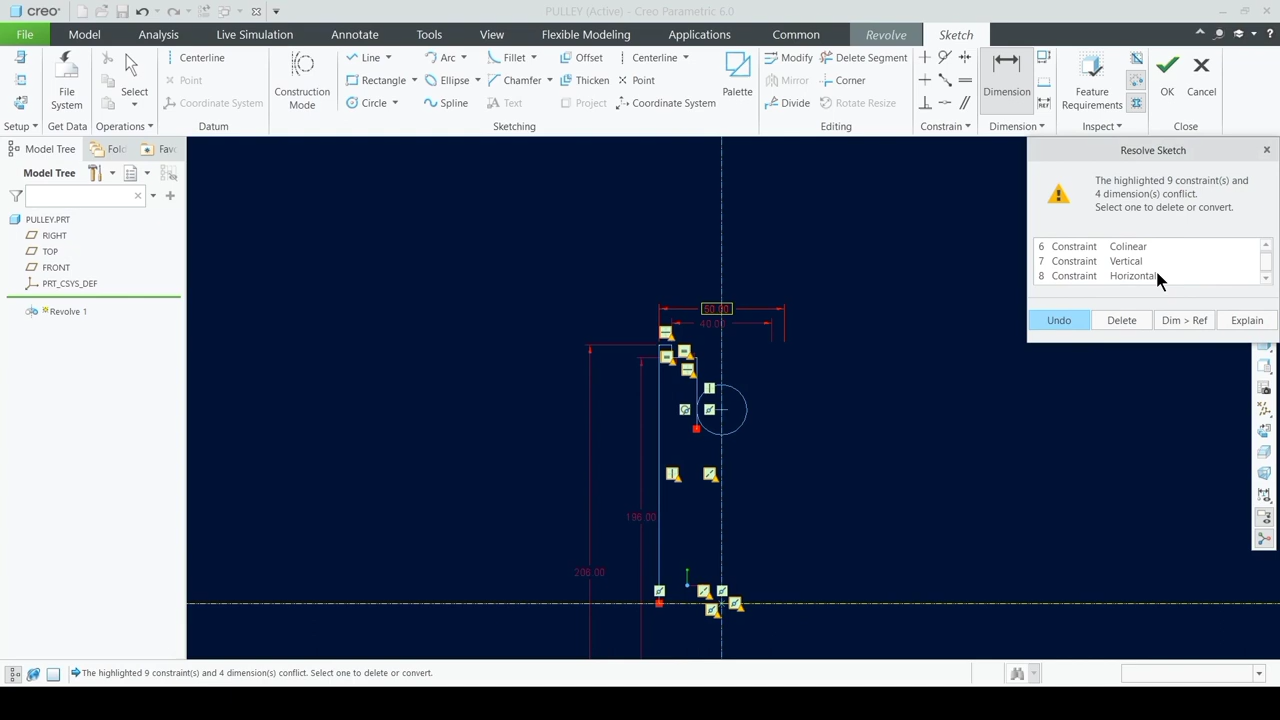 creo PULLEY (Active) - Creo Parametric 6.0
File Model Analysis Live Simulation Annotate Tools View Flexible Modeling Applications Common Revolve Sketch
Centerline Line Arc Fillet Offset Centerline Modify Delete Segment
Point Rectangle Ellipse Chamfer Thicken Point Mirror Corner
File System Select Coordinate System Construction Mode Circle Spline Text Project Coordinate System Palette Divide Rotate Resize Dimension Feature Requirements OK Cancel
Setup Get Data Operations Datum Sketching Editing Constrain Dimension Inspect Close
Model Tree Fold Fav
Model Tree
PULLEY.PRT
RIGHT
TOP
FRONT
PRT_CSYS_DEF
Revolve 1
Resolve Sketch
The highlighted 9 constraint(s) and
4 dimension(s) conflict.
Select one to delete or convert.
6 Constraint Colinear
7 Constraint Vertical
8 Constraint Horizontal
Undo Delete Dim > Ref Explain
50.00
40.00
196.00
206.00
The highlighted 9 constraint(s) and 4 dimension(s) conflict. Select one to delete or convert.